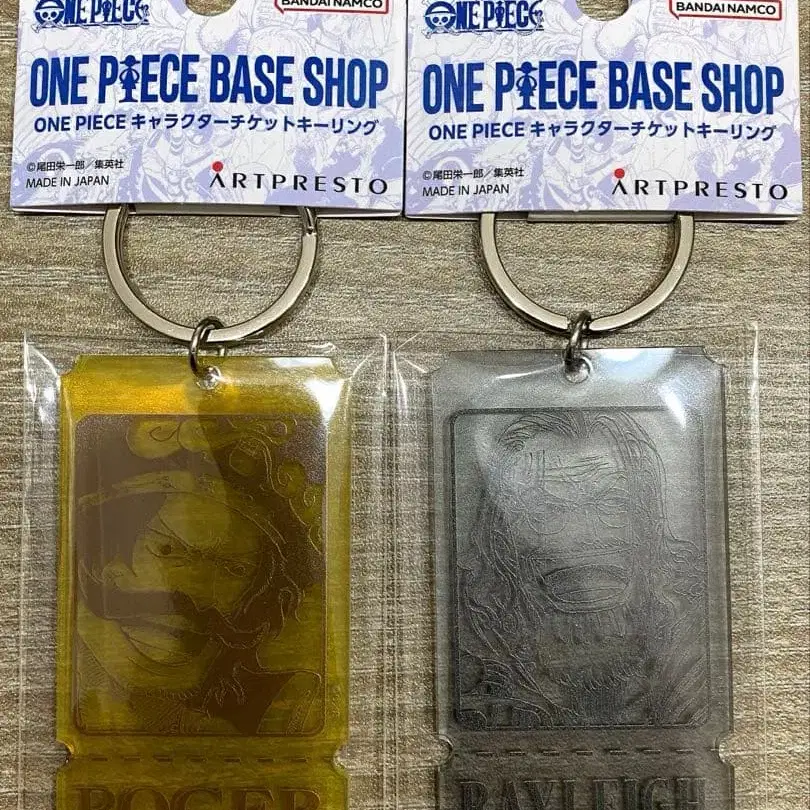 ONE PIECE
BANDAI NAMCO
ONE PIECE BASE SHOP
ONE PIECE キャラクターチケットキーリング
©尾田栄一郎／集英社
MADE IN JAPAN
ARTPRESTO
ROGER
ONE PIECE
BANDAI NAMCO
ONE PIECE BASE SHOP
ONE PIECE キャラクターチケットキーリング
©尾田栄一郎／集英社
MADE IN JAPAN
ARTPRESTO
RAYLEIGH